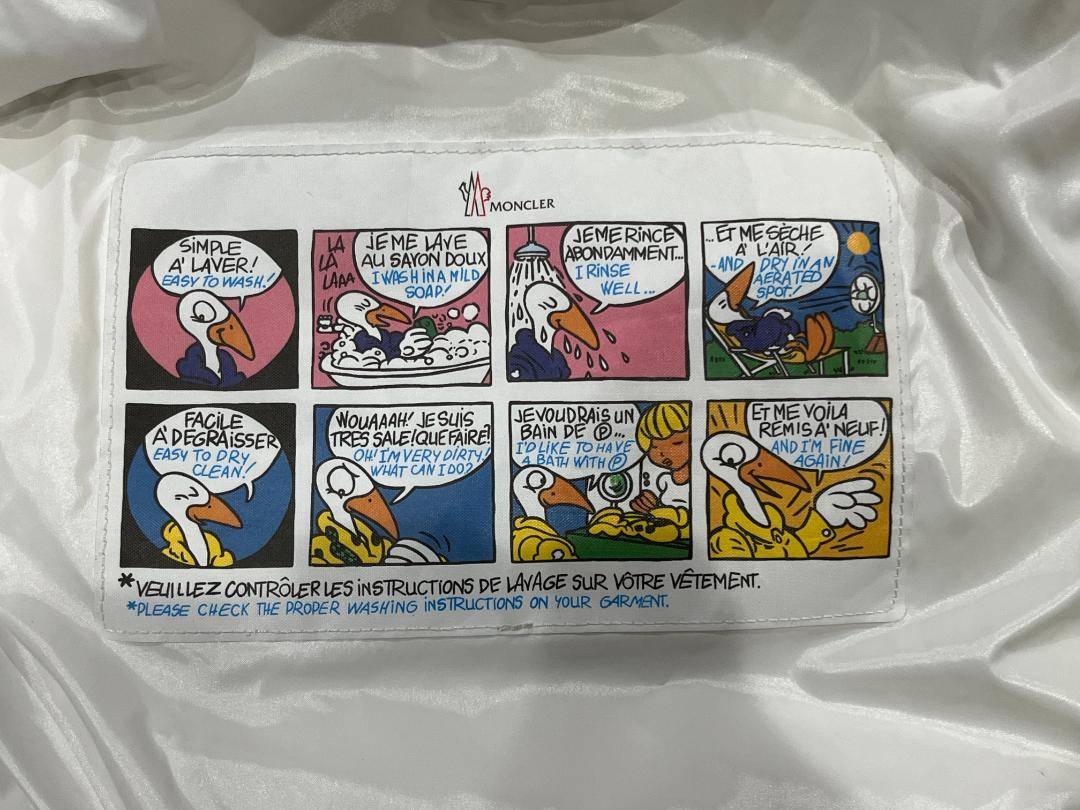 MONCLER
SIMPLE
A' LAVER!
EASY TO WASH!
LA
LA
LAAA
JE ME LAVE
AU SAVON DOUX
I WASH IN A MILD
SOAP!
JE ME RINCE
ABONDAMMENT...
I RINSE
WELL...
...ET ME SÈCHE
A' L'AIR!
-AND DRY IN AN
AERATED
SPOT!
FACILE
A' DEGRAISSER
EASY TO DRY
CLEAN!
WOUAAAH! JE SUIS
TRES SALE! QUE FAIRE?
OH! I'M VERY DIRTY!
WHAT CAN I DO?
JE VOUDRAIS UN
BAIN DE Ⓟ...
I'D LIKE TO HAVE
A BATH WITH Ⓟ
ET ME VOILA
REMIS A' NEUF!
AND I'M FINE
AGAIN!
*VEUILLEZ CONTRÔLER LES INSTRUCTIONS DE LAVAGE SUR VÔTRE VÊTEMENT.
*PLEASE CHECK THE PROPER WASHING INSTRUCTIONS ON YOUR GARMENT.